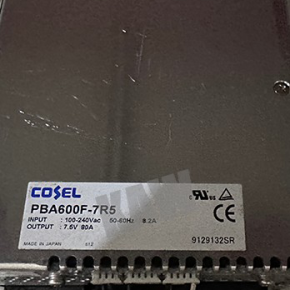 COSEL
PBA600F-7R5
INPUT : 100-240Vac 50-60Hz 8.2A
OUTPUT : 7.5V 80A
MADE IN JAPAN
9129132SR